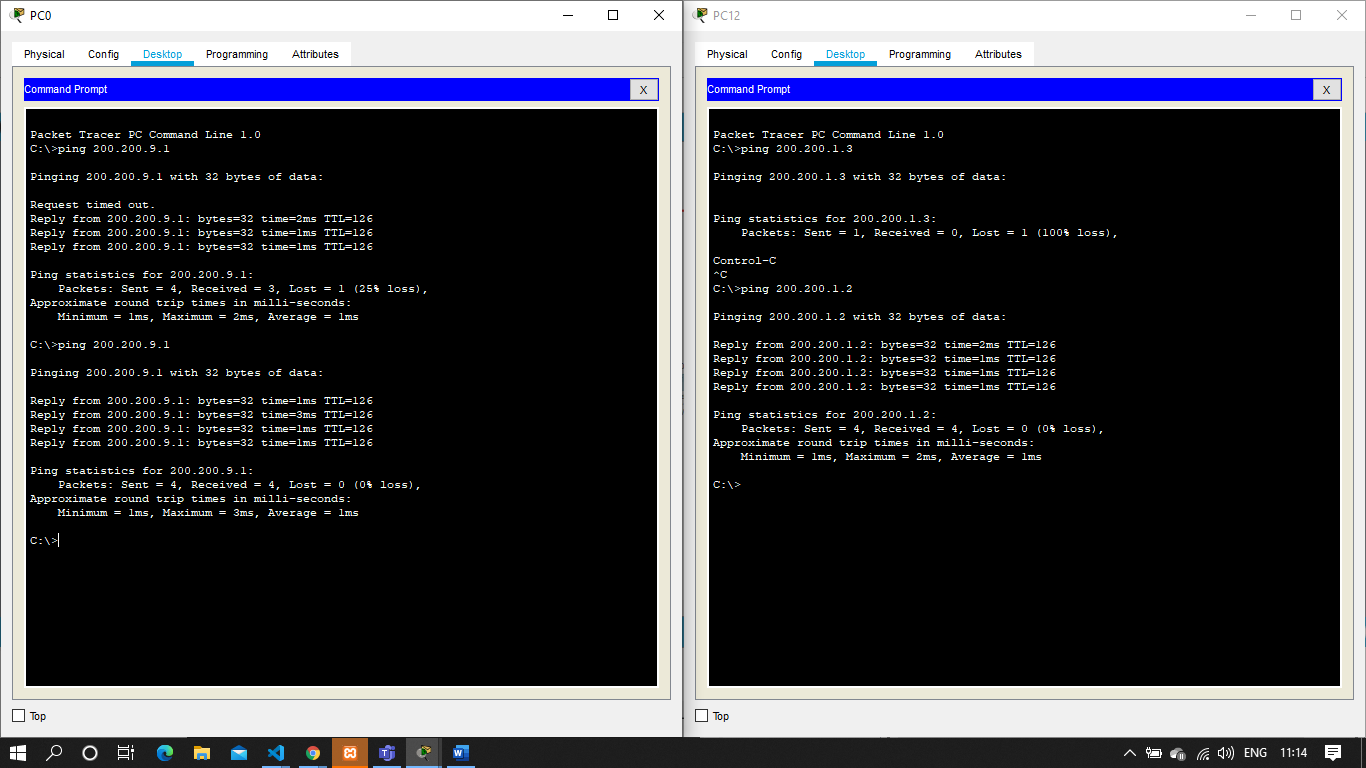 PC0
Physical Config Desktop Programming Attributes
Command Prompt
X
Packet Tracer PC Command Line 1.0
C:\>ping 200.200.9.1
Pinging 200.200.9.1 with 32 bytes of data:
Request timed out.
Reply from 200.200.9.1: bytes=32 time=2ms TTL=126
Reply from 200.200.9.1: bytes=32 time=1ms TTL=126
Reply from 200.200.9.1: bytes=32 time=1ms TTL=126
Ping statistics for 200.200.9.1:
Packets: Sent = 4, Received = 3, Lost = 1 (25% loss),
Approximate round trip times in milli-seconds:
Minimum = 1ms, Maximum = 2ms, Average = 1ms
C:\>ping 200.200.9.1
Pinging 200.200.9.1 with 32 bytes of data:
Reply from 200.200.9.1: bytes=32 time=1ms TTL=126
Reply from 200.200.9.1: bytes=32 time=3ms TTL=126
Reply from 200.200.9.1: bytes=32 time=1ms TTL=126
Reply from 200.200.9.1: bytes=32 time=1ms TTL=126
Ping statistics for 200.200.9.1:
Packets: Sent = 4, Received = 4, Lost = 0 (0% loss),
Approximate round trip times in milli-seconds:
Minimum = 1ms, Maximum = 3ms, Average = 1ms
C:\>
Top
PC12
Physical Config Desktop Programming Attributes
Command Prompt
X
Packet Tracer PC Command Line 1.0
C:\>ping 200.200.1.3
Pinging 200.200.1.3 with 32 bytes of data:
Ping statistics for 200.200.1.3:
Packets: Sent = 1, Received = 0, Lost = 1 (100% loss),
Control-C
^C
C:\>ping 200.200.1.2
Pinging 200.200.1.2 with 32 bytes of data:
Reply from 200.200.1.2: bytes=32 time=2ms TTL=126
Reply from 200.200.1.2: bytes=32 time=1ms TTL=126
Reply from 200.200.1.2: bytes=32 time=1ms TTL=126
Reply from 200.200.1.2: bytes=32 time=1ms TTL=126
Ping statistics for 200.200.1.2:
Packets: Sent = 4, Received = 4, Lost = 0 (0% loss),
Approximate round trip times in milli-seconds:
Minimum = 1ms, Maximum = 2ms, Average = 1ms
C:\>
Top
ENG 11:14